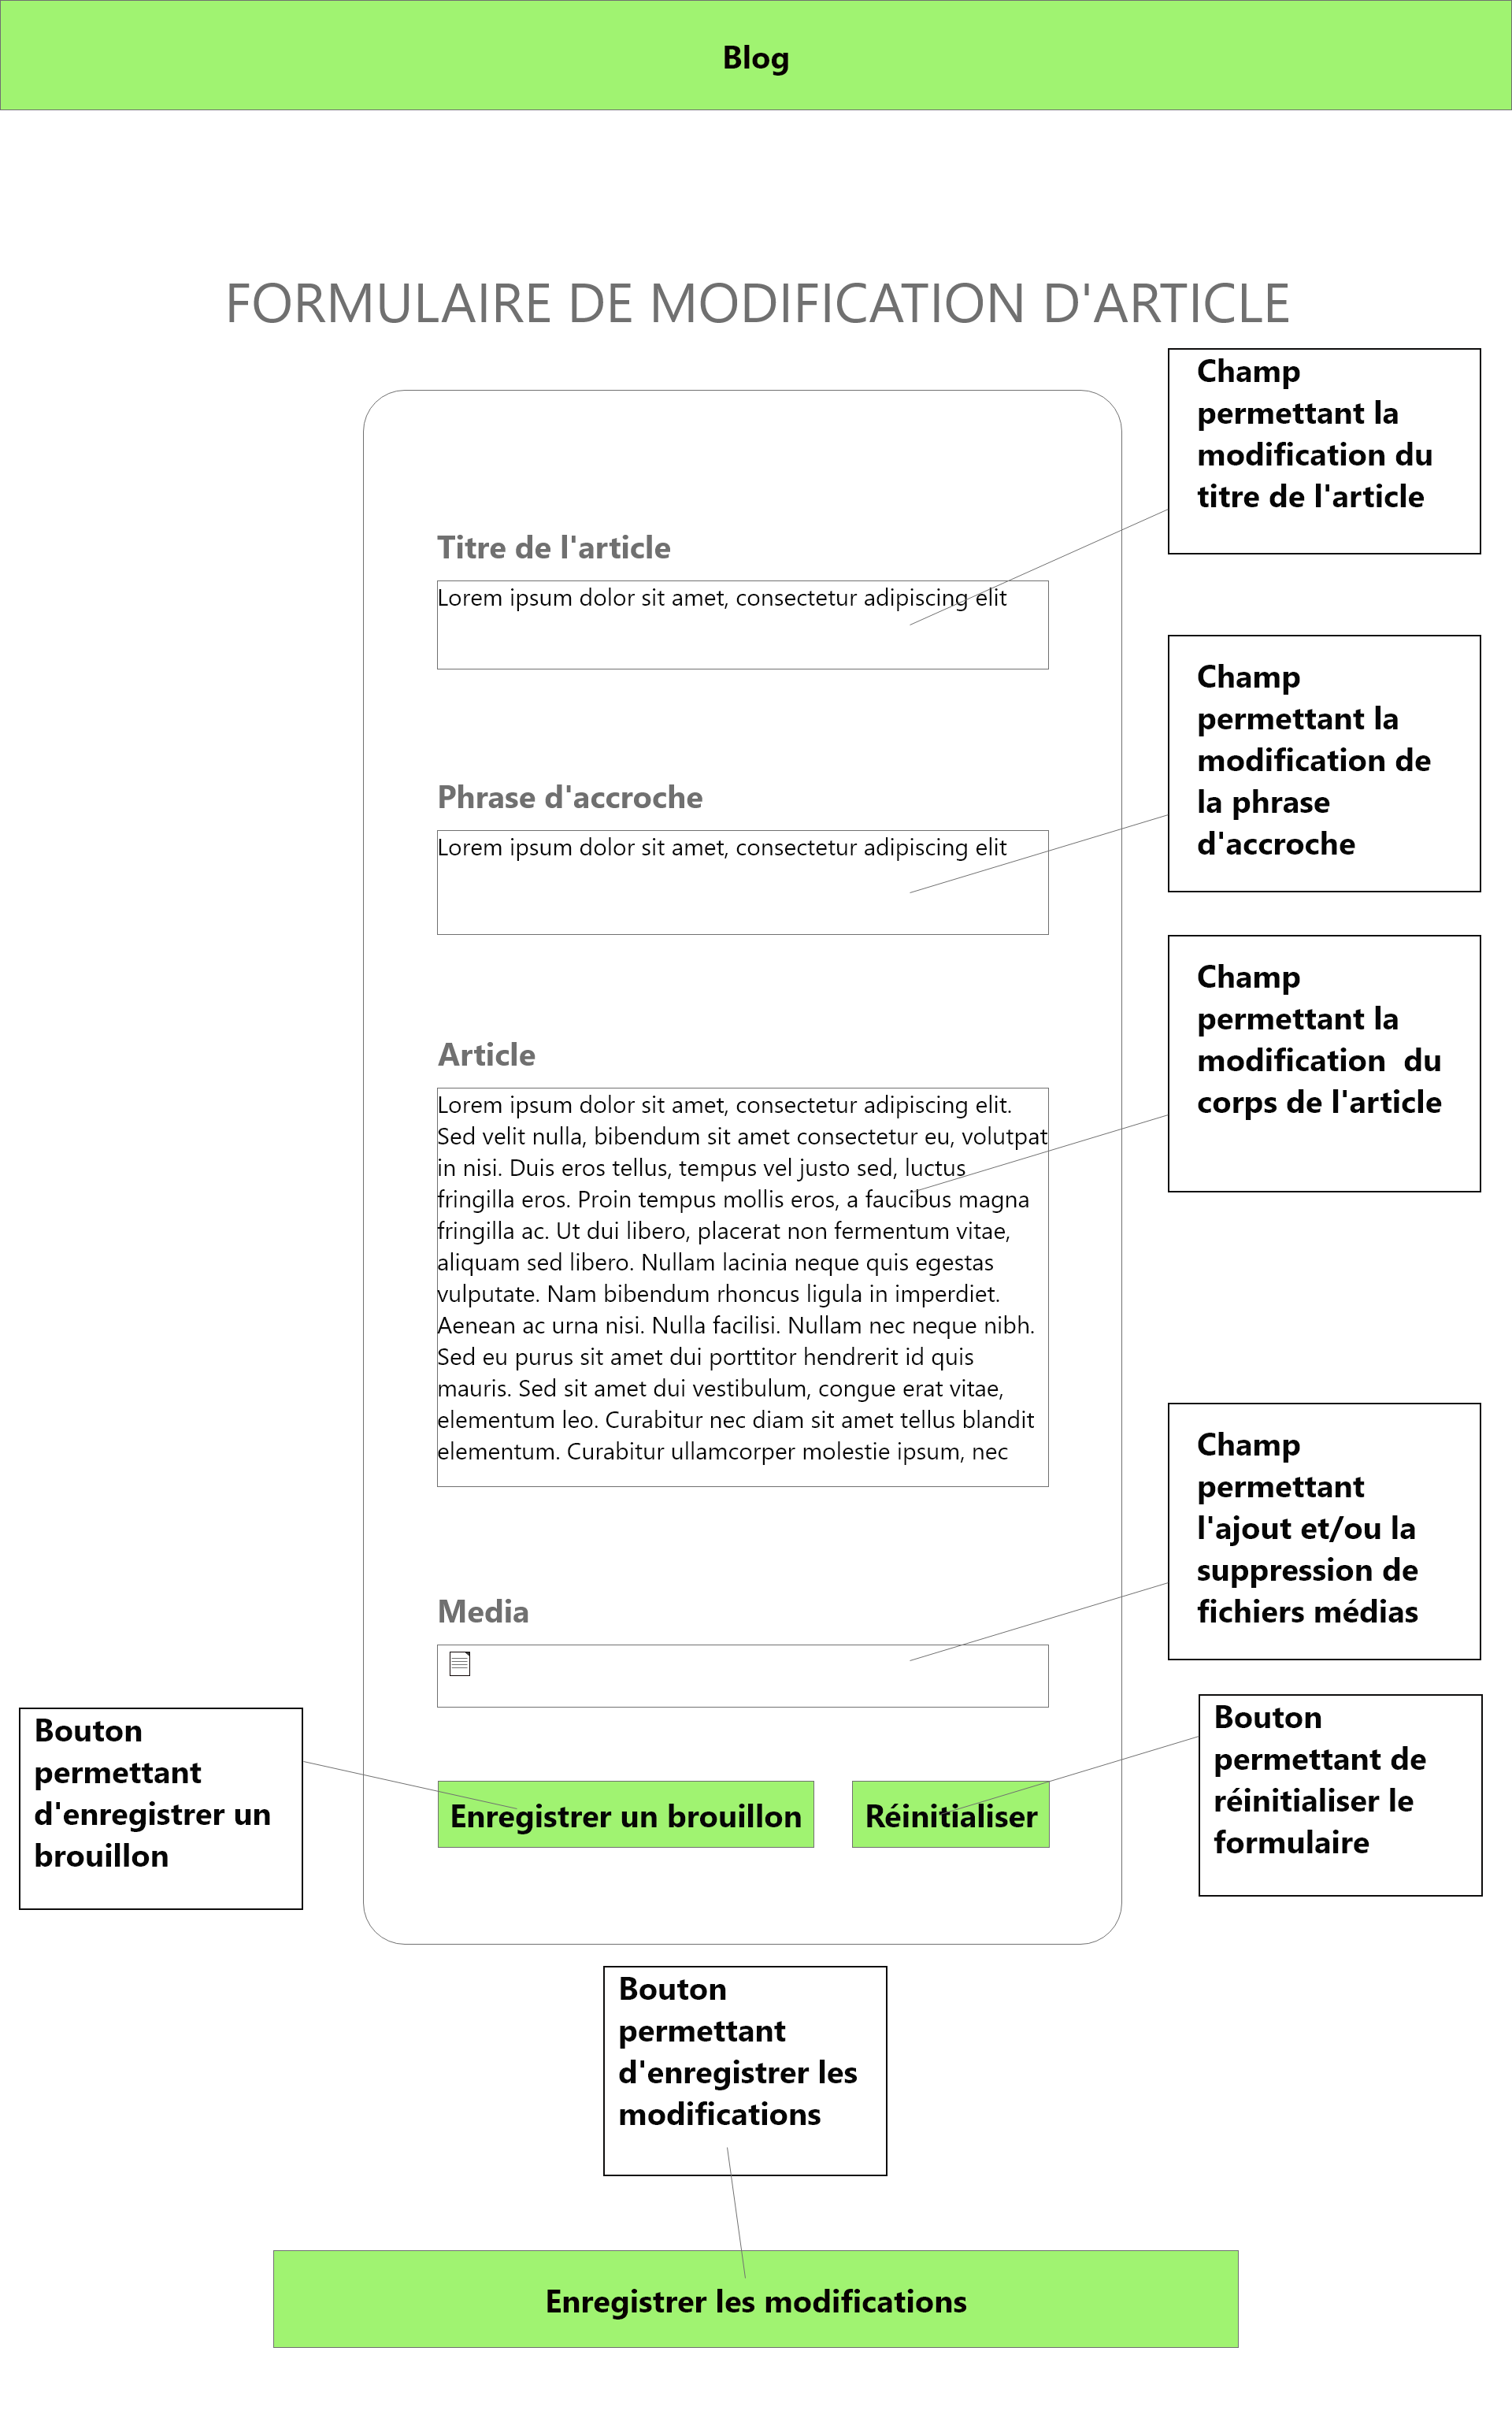 Blog
FORMULAIRE DE MODIFICATION D'ARTICLE
Champ
permettant la
modification du
titre de l'article
Titre de l'article
Lorem ipsum dolor sit amet, consectetur adipiscing elit
Champ
permettant la
modification de
la phrase
d'accroche
Phrase d'accroche
Lorem ipsum dolor sit amet, consectetur adipiscing elit
Champ
permettant la
modification  du
corps de l'article
Article
Lorem ipsum dolor sit amet, consectetur adipiscing elit.
Sed velit nulla, bibendum sit amet consectetur eu, volutpat
in nisi. Duis eros tellus, tempus vel justo sed, luctus
fringilla eros. Proin tempus mollis eros, a faucibus magna
fringilla ac. Ut dui libero, placerat non fermentum vitae,
aliquam sed libero. Nullam lacinia neque quis egestas
vulputate. Nam bibendum rhoncus ligula in imperdiet.
Aenean ac urna nisi. Nulla facilisi. Nullam nec neque nibh.
Sed eu purus sit amet dui porttitor hendrerit id quis
mauris. Sed sit amet dui vestibulum, congue erat vitae,
elementum leo. Curabitur nec diam sit amet tellus blandit
elementum. Curabitur ullamcorper molestie ipsum, nec
Champ
permettant
l'ajout et/ou la
suppression de
fichiers médias
Media
Bouton
permettant
d'enregistrer un
brouillon
Bouton
permettant de
réinitialiser le
formulaire
Enregistrer un brouillon
Réinitialiser
Bouton
permettant
d'enregistrer les
modifications
Enregistrer les modifications